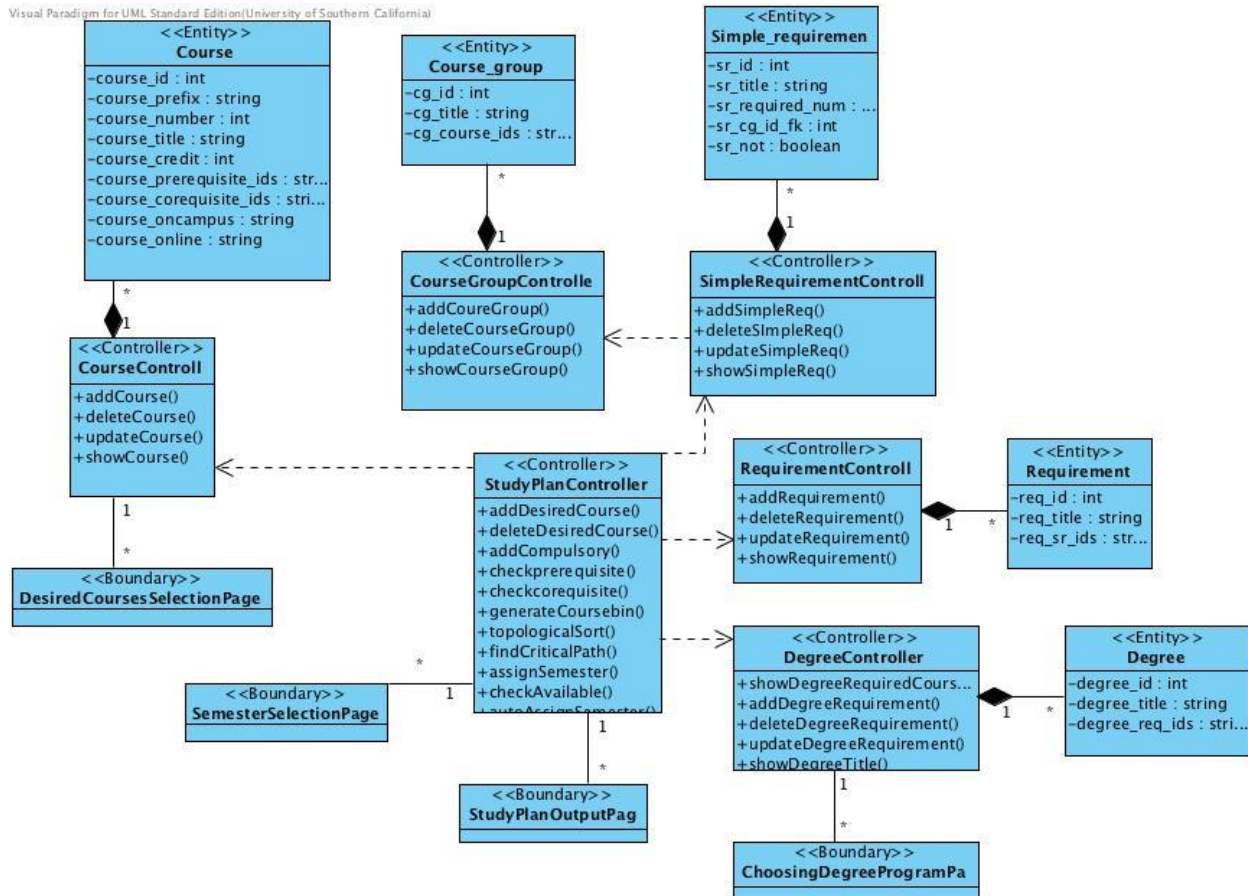 Visual Paradigm for UML Standard Edition(University of Southern California)
<<Entity>>
Course
-course_id : int
-course_prefix : string
-course_number : int
-course_title : string
-course_credit : int
-course_prerequisite_ids : str...
-course_corequisite_ids : stri...
-course_oncampus : string
-course_online : string
<<Entity>>
Course_group
-cg_id : int
-cg_title : string
-cg_course_ids : str...
<<Entity>>
Simple_requiremen
-sr_id : int
-sr_title : string
-sr_required_num : ...
-sr_cg_id_fk : int
-sr_not : boolean
*
1
*
1
*
1
<<Controller>>
CourseControll
+addCourse()
+deleteCourse()
+updateCourse()
+showCourse()
<<Controller>>
CourseGroupControlle
+addCoureGroup()
+deleteCourseGroup()
+updateCourseGroup()
+showCourseGroup()
<<Controller>>
SimpleRequirementControll
+addSimpleReq()
+deleteSImpleReq()
+updateSimpleReq()
+showSimpleReq()
1
*
<<Boundary>>
DesiredCoursesSelectionPage
<<Controller>>
StudyPlanController
+addDesiredCourse()
+deleteDesiredCourse()
+addCompulsory()
+checkprerequisite()
+checkcorequisite()
+generateCoursebin()
+topologicalSort()
+findCriticalPath()
+assignSemester()
+checkAvailable()
+autoAssignSemester()
<<Controller>>
RequirementControll
+addRequirement()
+deleteRequirement()
+updateRequirement()
+showRequirement()
1
*
<<Entity>>
Requirement
-req_id : int
-req_title : string
-req_sr_ids : str...
*
1
<<Boundary>>
SemesterSelectionPage
1
*
<<Boundary>>
StudyPlanOutputPag
<<Controller>>
DegreeController
+showDegreeRequiredCours...
+addDegreeRequirement()
+deleteDegreeRequirement()
+updateDegreeRequirement()
+showDegreeTitle()
1
*
<<Entity>>
Degree
-degree_id : int
-degree_title : string
-degree_req_ids : stri...
1
*
<<Boundary>>
ChoosingDegreeProgramPa